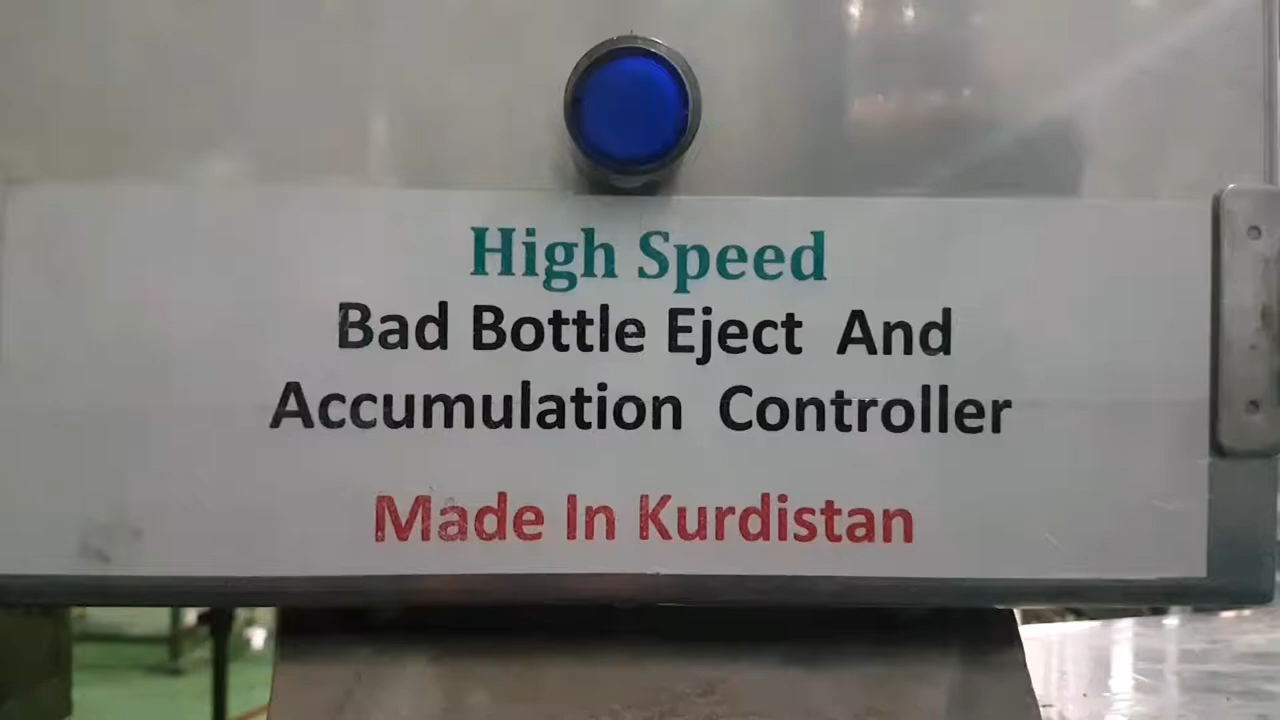 High Speed
Bad Bottle Eject And
Accumulation Controller
Made In Kurdistan